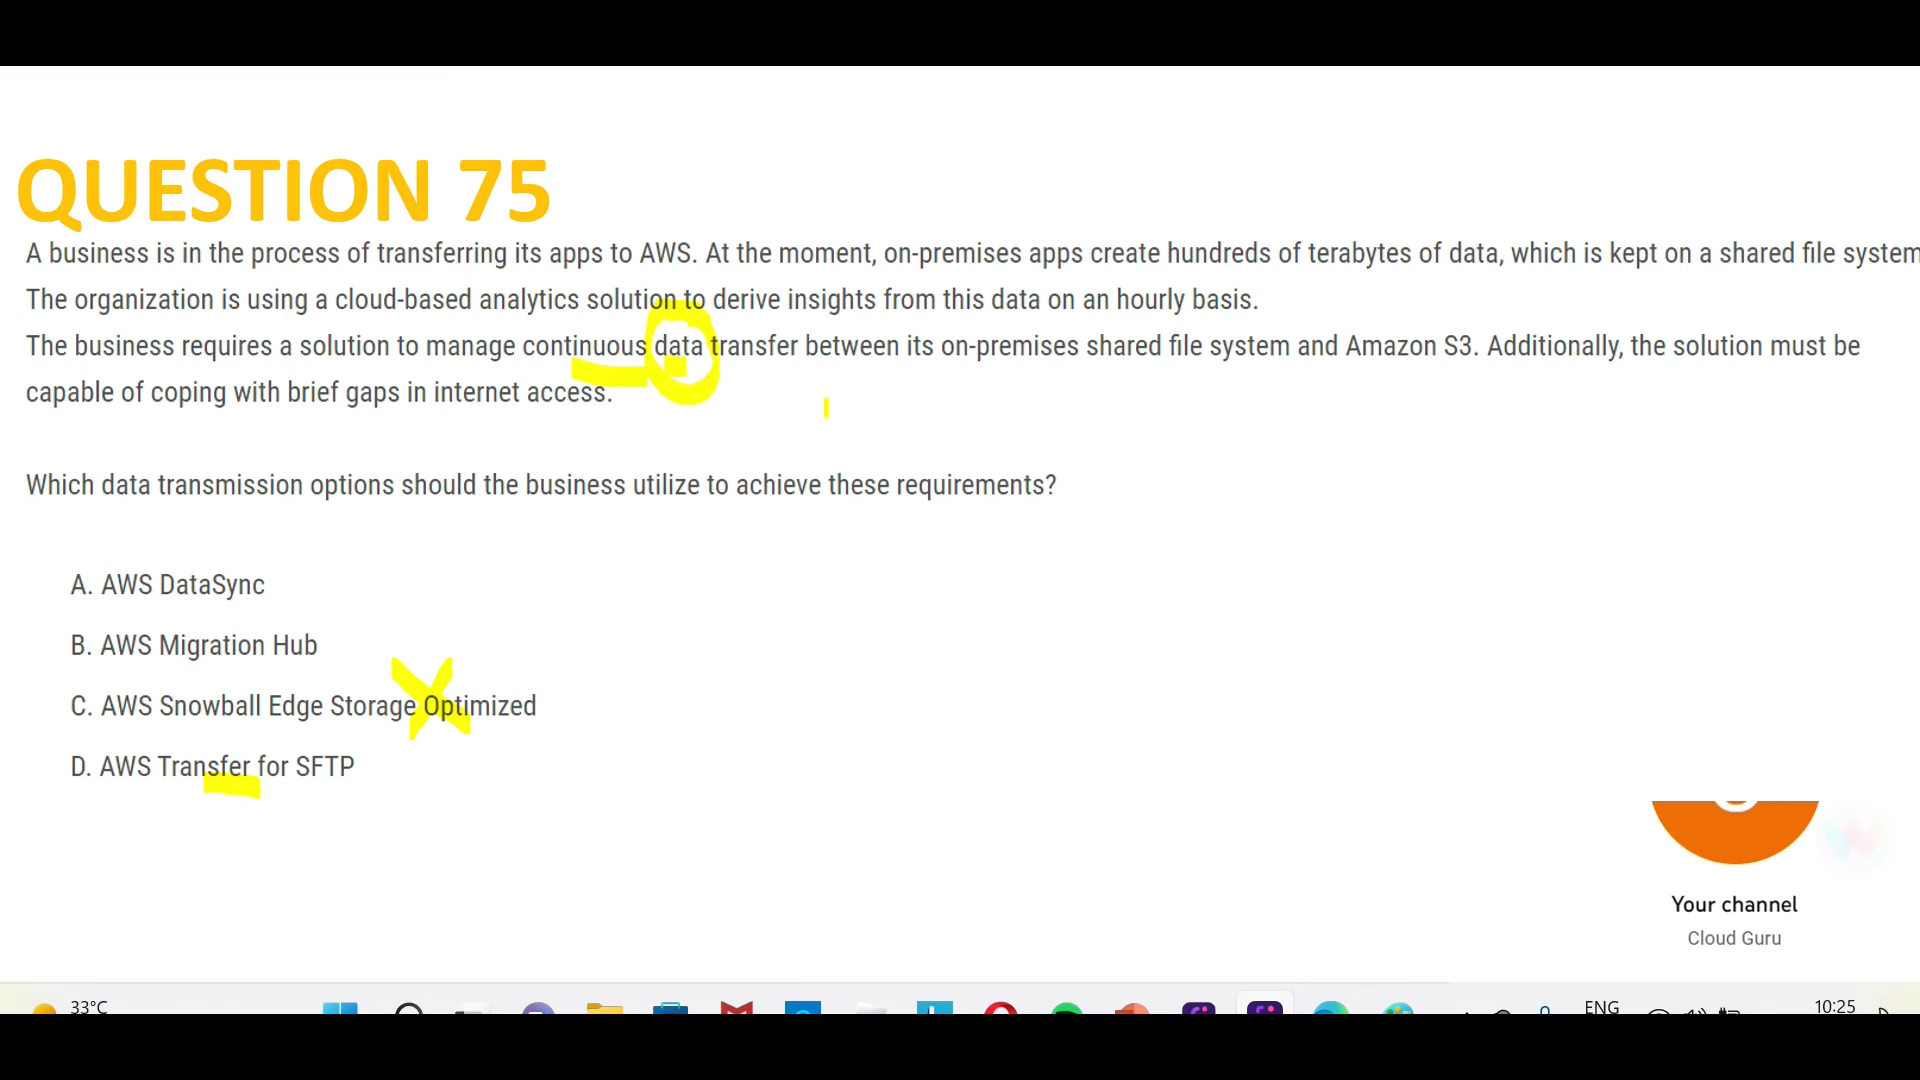 QUESTION 75
A business is in the process of transferring its apps to AWS. At the moment, on-premises apps create hundreds of terabytes of data, which is kept on a shared file system
The organization is using a cloud-based analytics solution to derive insights from this data on an hourly basis.
The business requires a solution to manage continuous data transfer between its on-premises shared file system and Amazon S3. Additionally, the solution must be
capable of coping with brief gaps in internet access.
Which data transmission options should the business utilize to achieve these requirements?
A. AWS DataSync
B. AWS Migration Hub
C. AWS Snowball Edge Storage Optimized
D. AWS Transfer for SFTP
Your channel
Cloud Guru
33°C
ENG
10:25